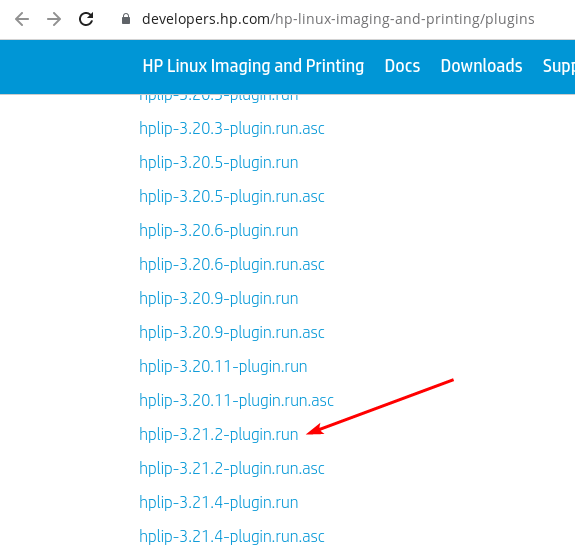 developers.hp.com/hp-linux-imaging-and-printing/plugins
HP Linux Imaging and Printing Docs Downloads Supp
hplip-3.20.3-plugin.run
hplip-3.20.3-plugin.run.asc
hplip-3.20.5-plugin.run
hplip-3.20.5-plugin.run.asc
hplip-3.20.6-plugin.run
hplip-3.20.6-plugin.run.asc
hplip-3.20.9-plugin.run
hplip-3.20.9-plugin.run.asc
hplip-3.20.11-plugin.run
hplip-3.20.11-plugin.run.asc
hplip-3.21.2-plugin.run
hplip-3.21.2-plugin.run.asc
hplip-3.21.4-plugin.run
hplip-3.21.4-plugin.run.asc